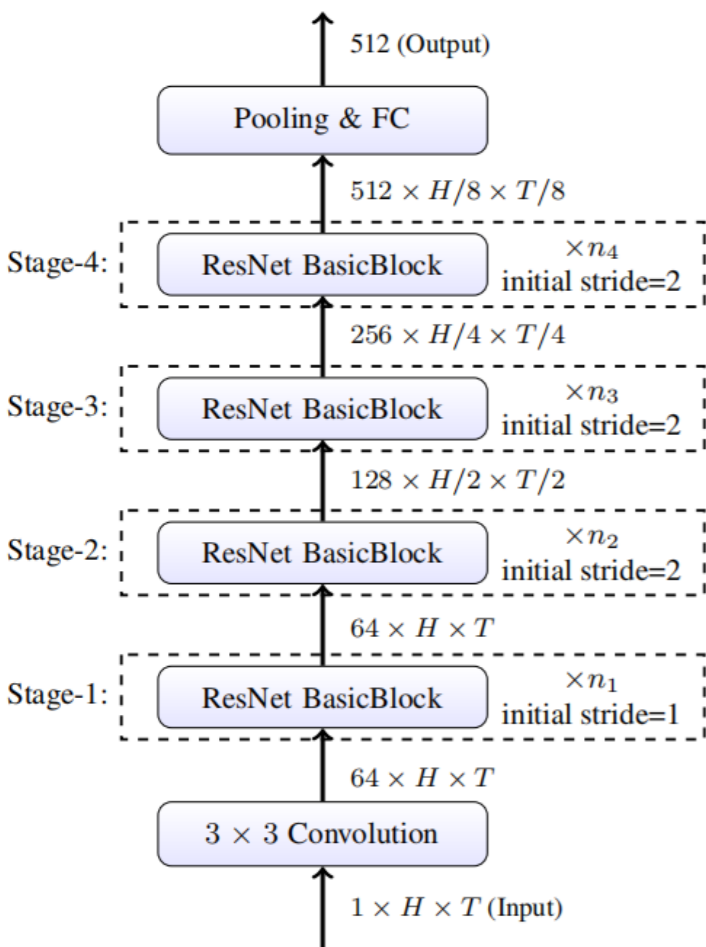 512 (Output)
Pooling & FC
512 × H/8 × T/8
Stage-4:
ResNet BasicBlock
×n₄
initial stride=2
256 × H/4 × T/4
Stage-3:
ResNet BasicBlock
×n₃
initial stride=2
128 × H/2 × T/2
Stage-2:
ResNet BasicBlock
×n₂
initial stride=2
64 × H × T
Stage-1:
ResNet BasicBlock
×n₁
initial stride=1
64 × H × T
3 × 3 Convolution
1 × H × T (Input)